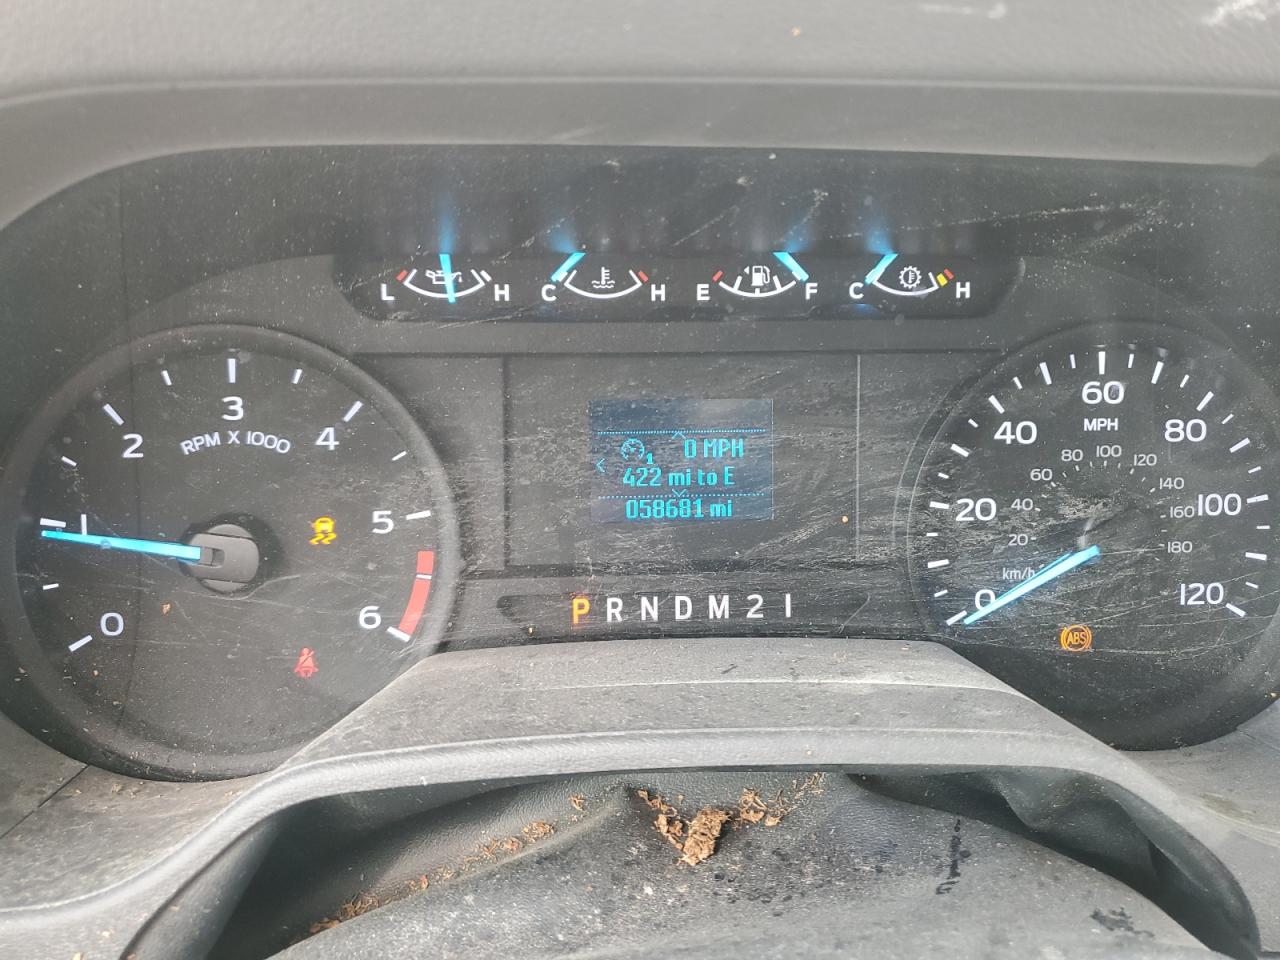 L H C H E F C H
3
2 4
RPM X 1000
1 5
0 6
1 0 MPH
422 mi to E
058681 mi
P R N D M 2 1
60
MPH
40 80
20 100
0 120
80 100 120
60 140
40 160
20 180
km/h
ABS